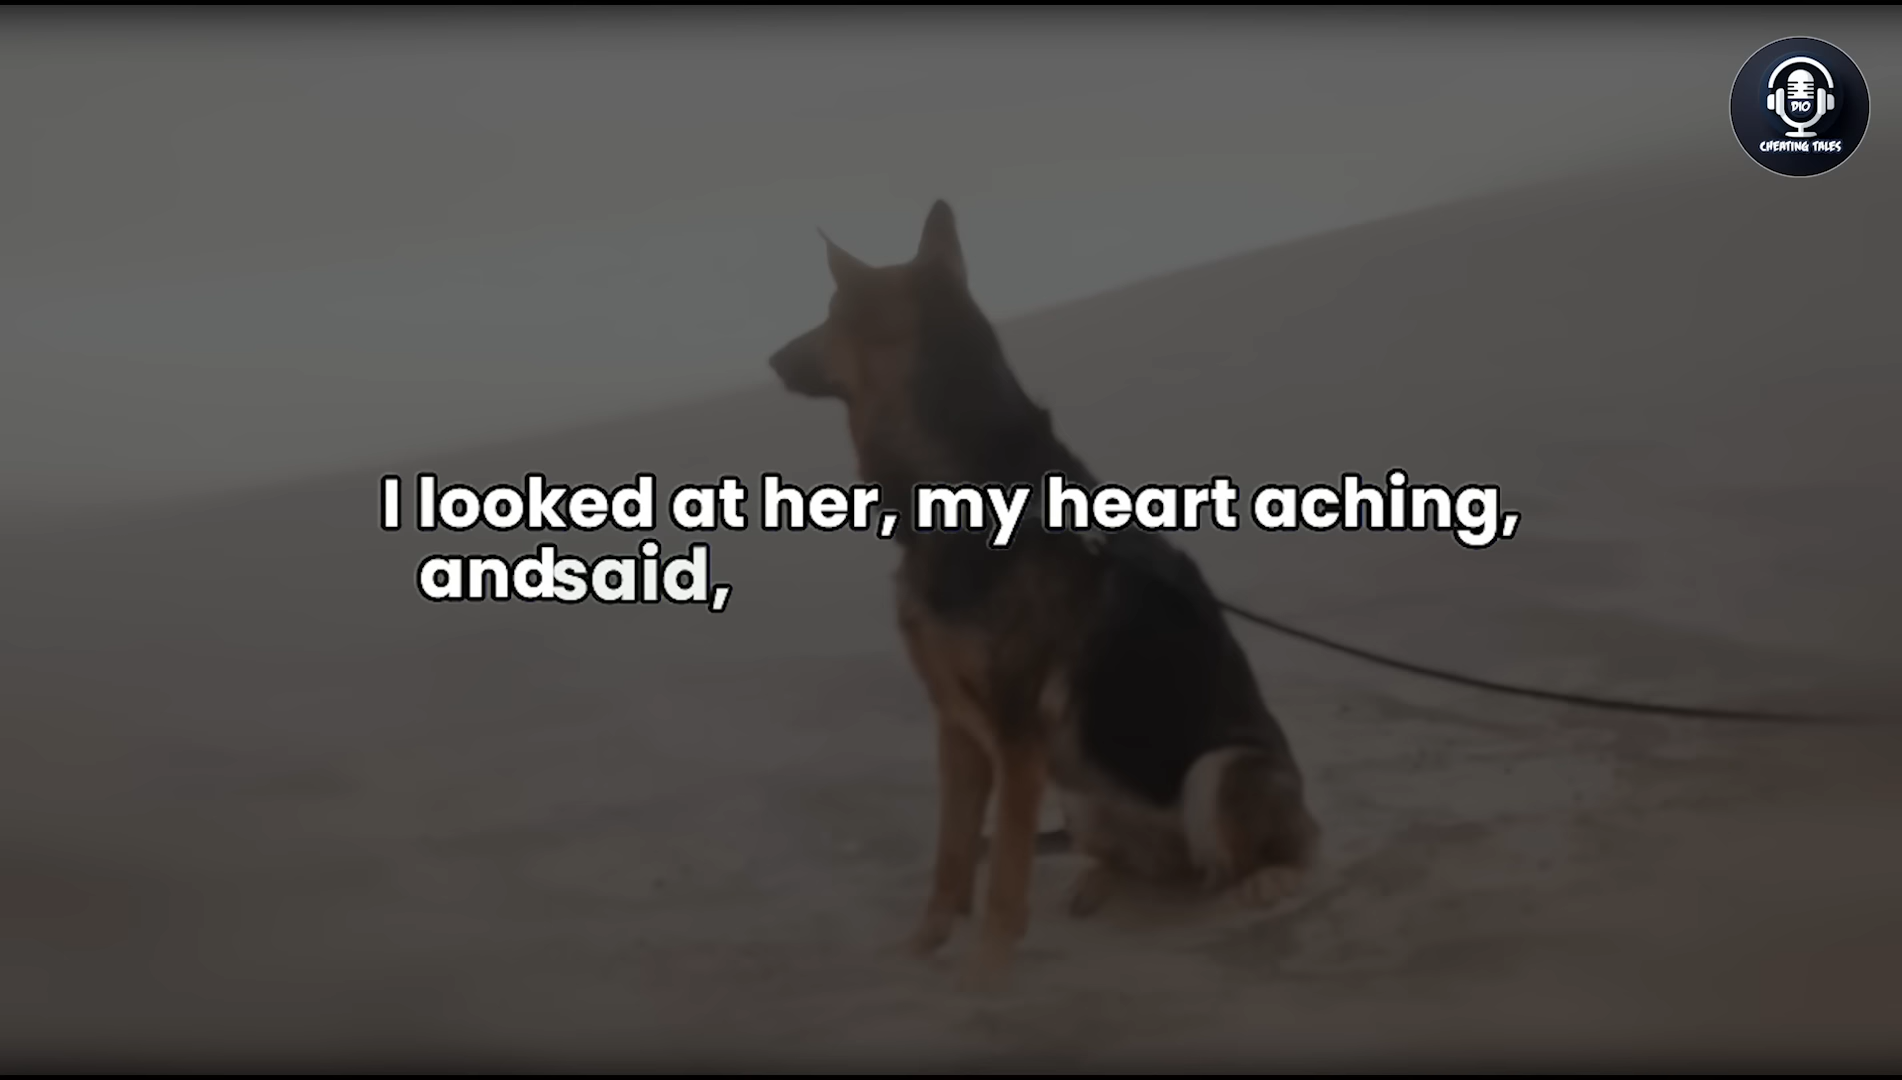 DIO
CHEATING TALES
I looked at her, my heart aching,
andsaid,